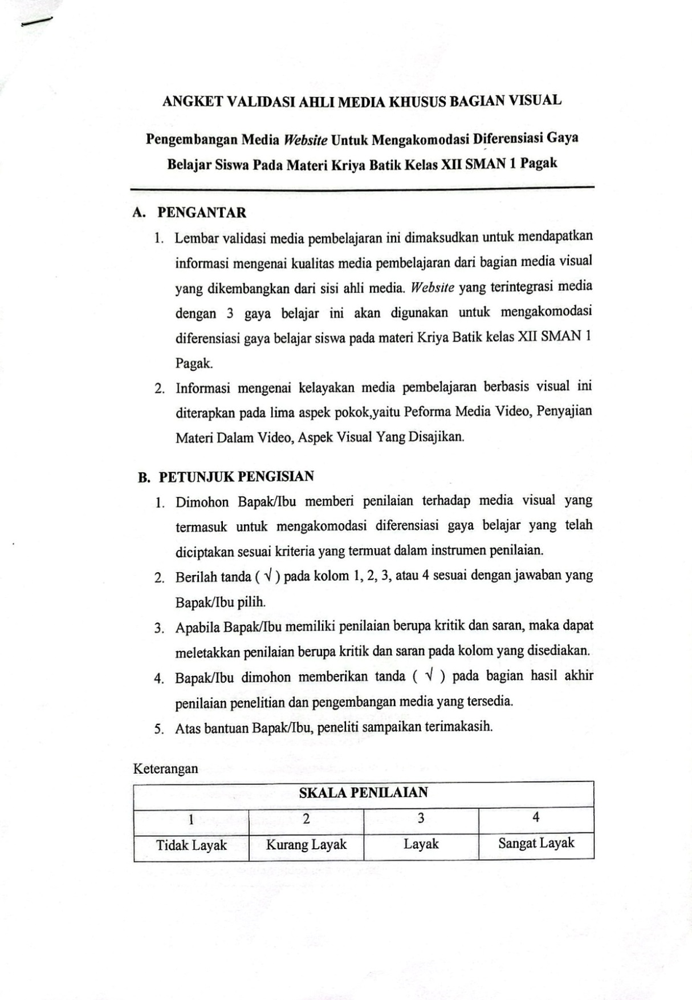 ANGKET VALIDASI AHLI MEDIA KHUSUS BAGIAN VISUAL
Pengembangan Media Website Untuk Mengakomodasi Diferensiasi Gaya
Belajar Siswa Pada Materi Kriya Batik Kelas XII SMAN 1 Pagak
A. PENGANTAR
1. Lembar validasi media pembelajaran ini dimaksudkan untuk mendapatkan
informasi mengenai kualitas media pembelajaran dari bagian media visual
yang dikembangkan dari sisi ahli media. Website yang terintegrasi media
dengan 3 gaya belajar ini akan digunakan untuk mengakomodasi
diferensiasi gaya belajar siswa pada materi Kriya Batik kelas XII SMAN 1
Pagak.
2. Informasi mengenai kelayakan media pembelajaran berbasis visual ini
diterapkan pada lima aspek pokok,yaitu Peforma Media Video, Penyajian
Materi Dalam Video, Aspek Visual Yang Disajikan.
B. PETUNJUK PENGISIAN
1. Dimohon Bapak/Ibu memberi penilaian terhadap media visual yang
termasuk untuk mengakomodasi diferensiasi gaya belajar yang telah
diciptakan sesuai kriteria yang termuat dalam instrumen penilaian.
2. Berilah tanda ( √ ) pada kolom 1, 2, 3, atau 4 sesuai dengan jawaban yang
Bapak/Ibu pilih.
3. Apabila Bapak/Ibu memiliki penilaian berupa kritik dan saran, maka dapat
meletakkan penilaian berupa kritik dan saran pada kolom yang disediakan.
4. Bapak/Ibu dimohon memberikan tanda ( √ ) pada bagian hasil akhir
penilaian penelitian dan pengembangan media yang tersedia.
5. Atas bantuan Bapak/Ibu, peneliti sampaikan terimakasih.
Keterangan
SKALA PENILAIAN
1 2 3 4
Tidak Layak Kurang Layak Layak Sangat Layak